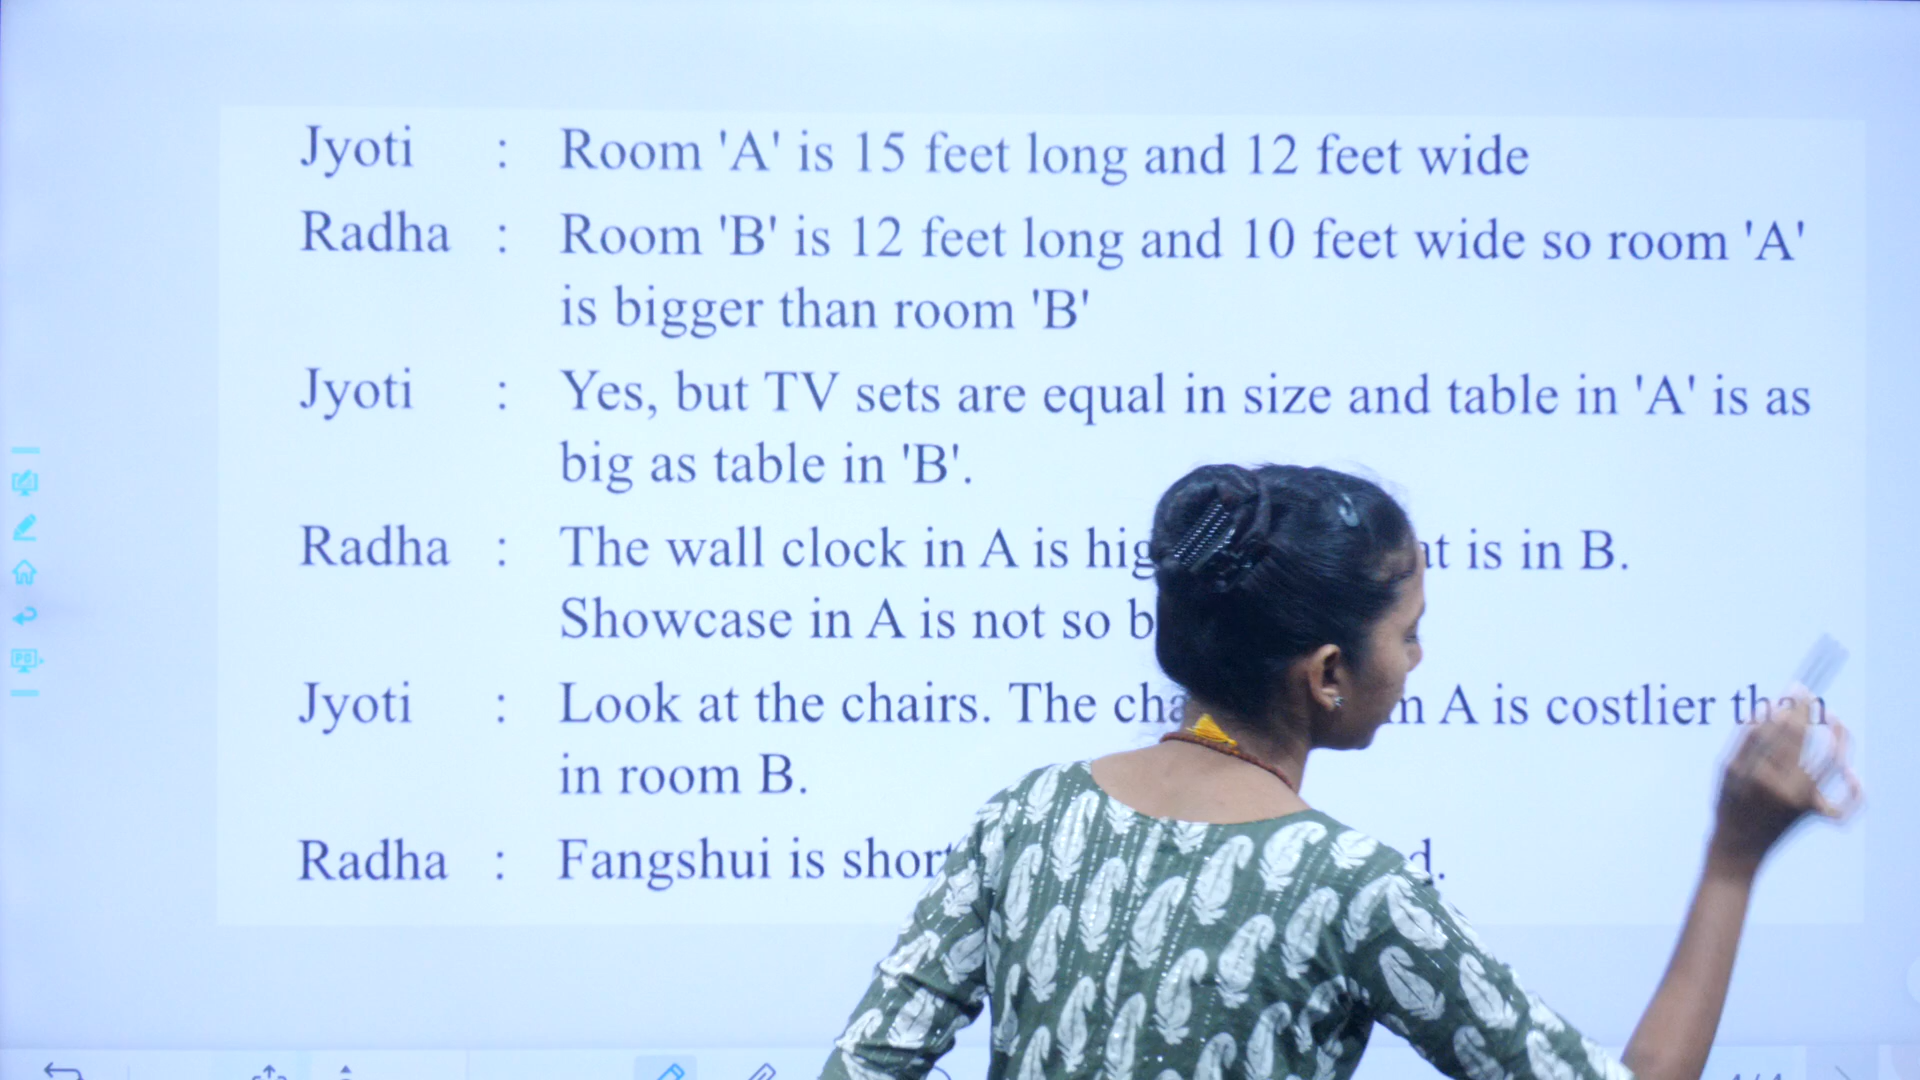 Jyoti : Room 'A' is 15 feet long and 12 feet wide
Radha : Room 'B' is 12 feet long and 10 feet wide so room 'A'
is bigger than room 'B'
Jyoti : Yes, but TV sets are equal in size and table in 'A' is as
big as table in 'B'.
Radha : The wall clock in A is is in B.
Showcase in A is not so
Jyoti : Look at the chairs. The A is costlier than
in room B.
Radha : Fangshui is